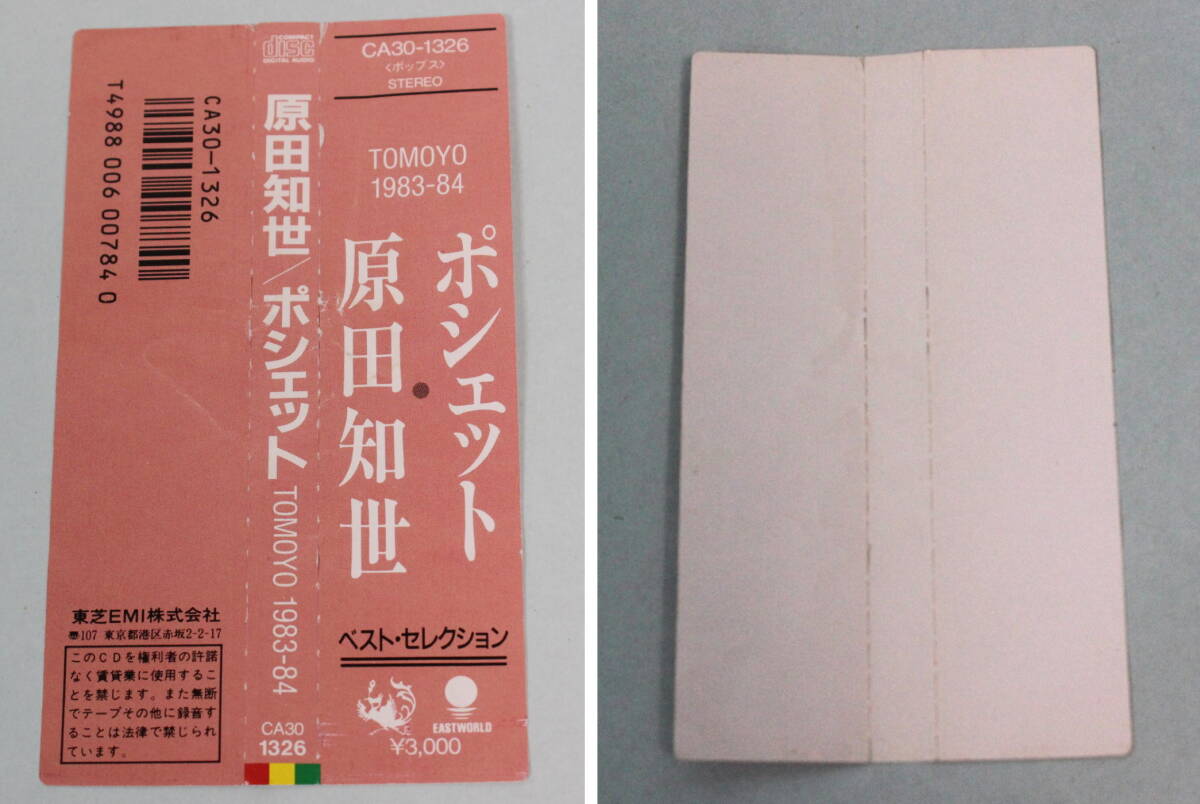 CA30-1326
〈ポップス〉
STEREO
TOMOYO
1983-84
ポシェット
原田知世
ベスト・セレクション
EASTWORLD
¥3,000
COMPACT
disc
DIGITAL AUDIO
原田知世/ポシェット TOMOYO 1983-84
CA30
1326
CA30-1326
T4988 006 00784 0
東芝EMI株式会社
〠107 東京都港区赤坂2-2-17
このCDを権利者の許諾
なく賃貸業に使用するこ
とを禁じます。また無断
でテープその他に録音す
ることは法律で禁じられ
ています。